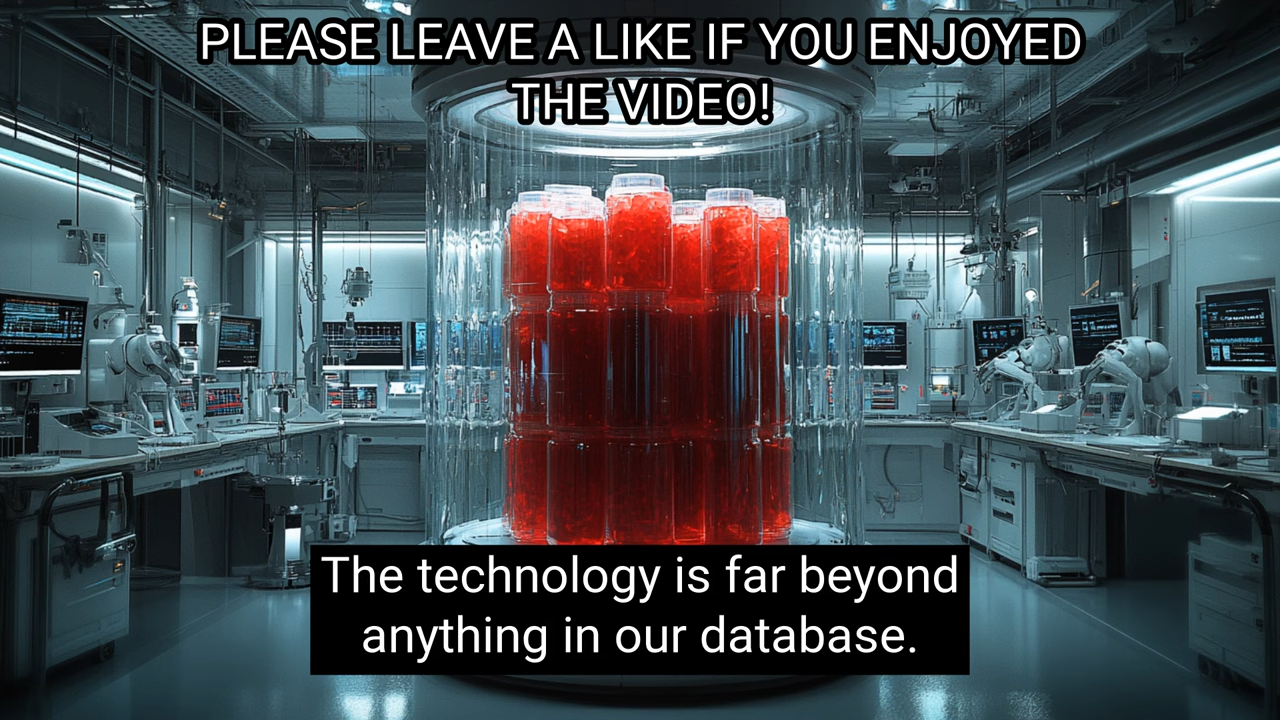 PLEASE LEAVE A LIKE IF YOU ENJOYED
THE VIDEO!
The technology is far beyond
anything in our database.